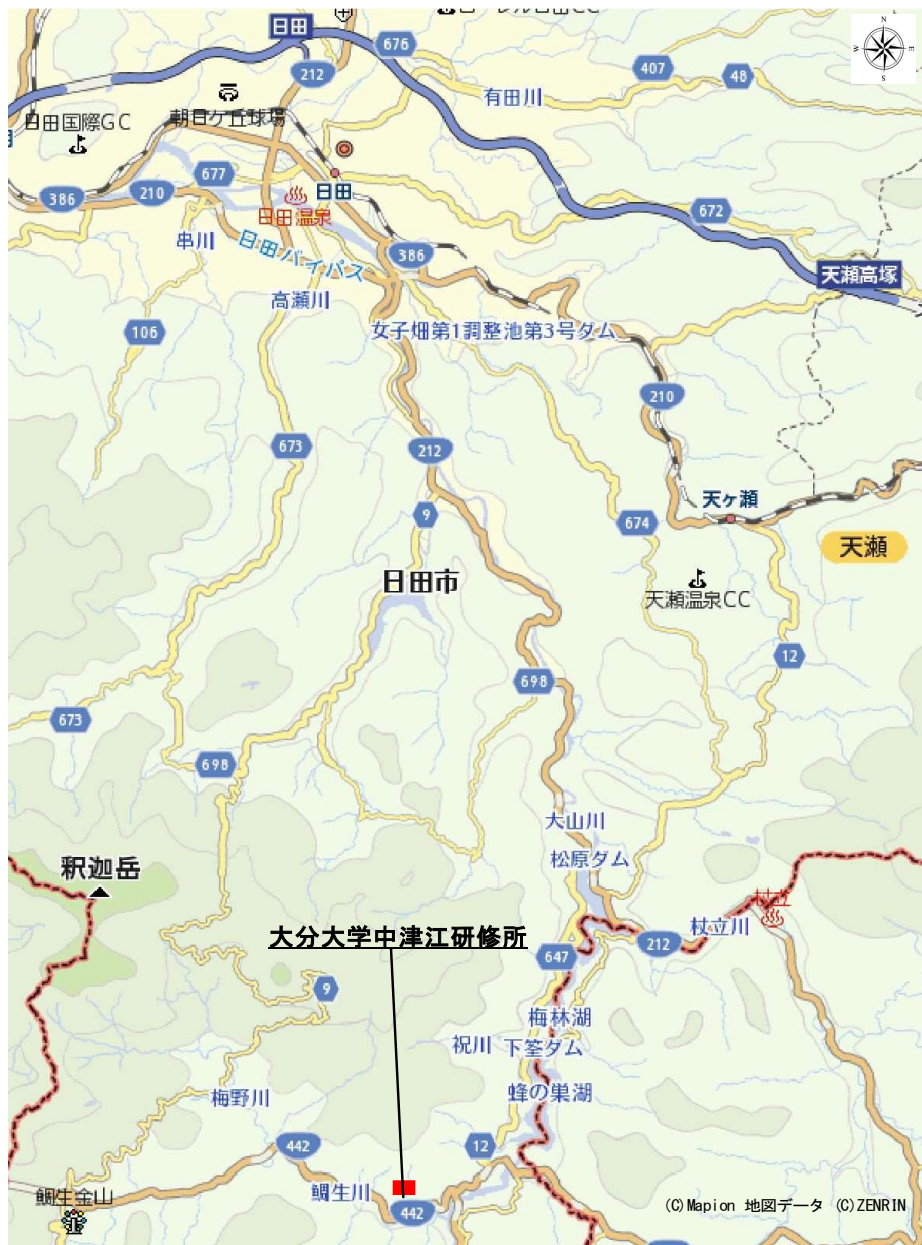 日田
676
212
407
48
有田川
N
E
S
W
日田国際GC
朝日ケ丘球場
386
210
677
日田
日田温泉
672
串川
日田バイパス
386
天瀬高塚
高瀬川
106
女子畑第1調整池第3号ダム
210
673
212
天ヶ瀬
9
674
天瀬
日田市
天瀬温泉CC
12
698
673
698
大山川
松原ダム
釈迦岳
杖立
杖立川
大分大学中津江研修所
212
647
9
梅林湖
祝川
下筌ダム
梅野川
蜂の巣湖
442
12
鯛生川
鯛生金山
442
(C)Mapion 地図データ (C)ZENRIN